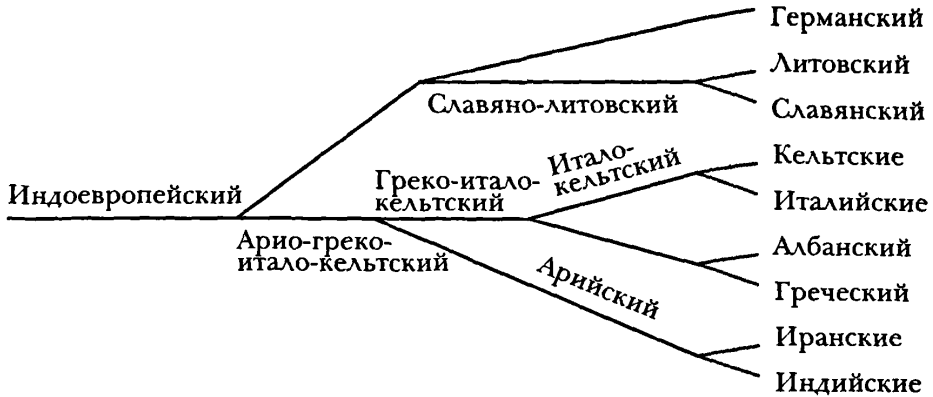 Германский
Литовский
Славяно-литовский
Славянский
Кельтские
Итало-
кельтский
Греко-итало-
кельтский
Индоевропейский
Италийские
Арио-греко-
итало-кельтский
Албанский
Арийский
Греческий
Иранские
Индийские